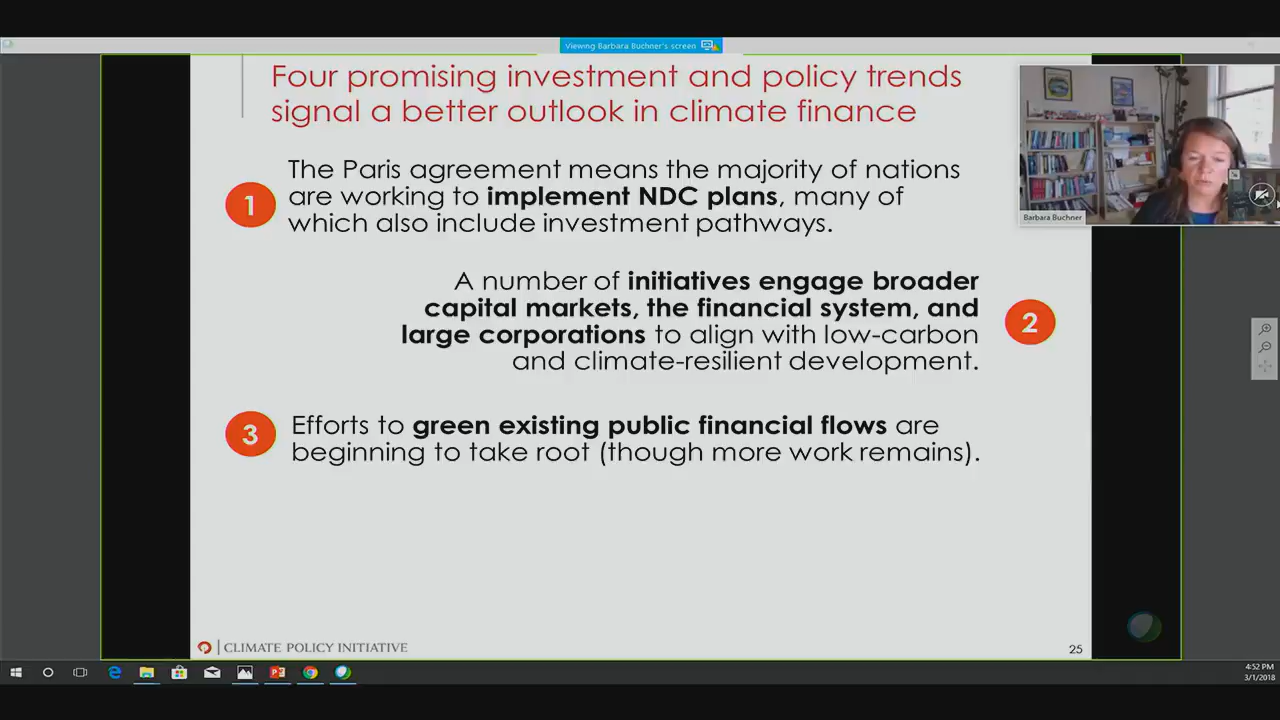 Viewing Barbara Buchner's screen
Four promising investment and policy trends
signal a better outlook in climate finance
1
The Paris agreement means the majority of nations
are working to implement NDC plans, many of
which also include investment pathways.
A number of initiatives engage broader
capital markets, the financial system, and
large corporations to align with low-carbon
and climate-resilient development.
2
3
Efforts to green existing public financial flows are
beginning to take root (though more work remains).
Barbara Buchner
CLIMATE POLICY INITIATIVE
25
4:52 PM
3/1/2018